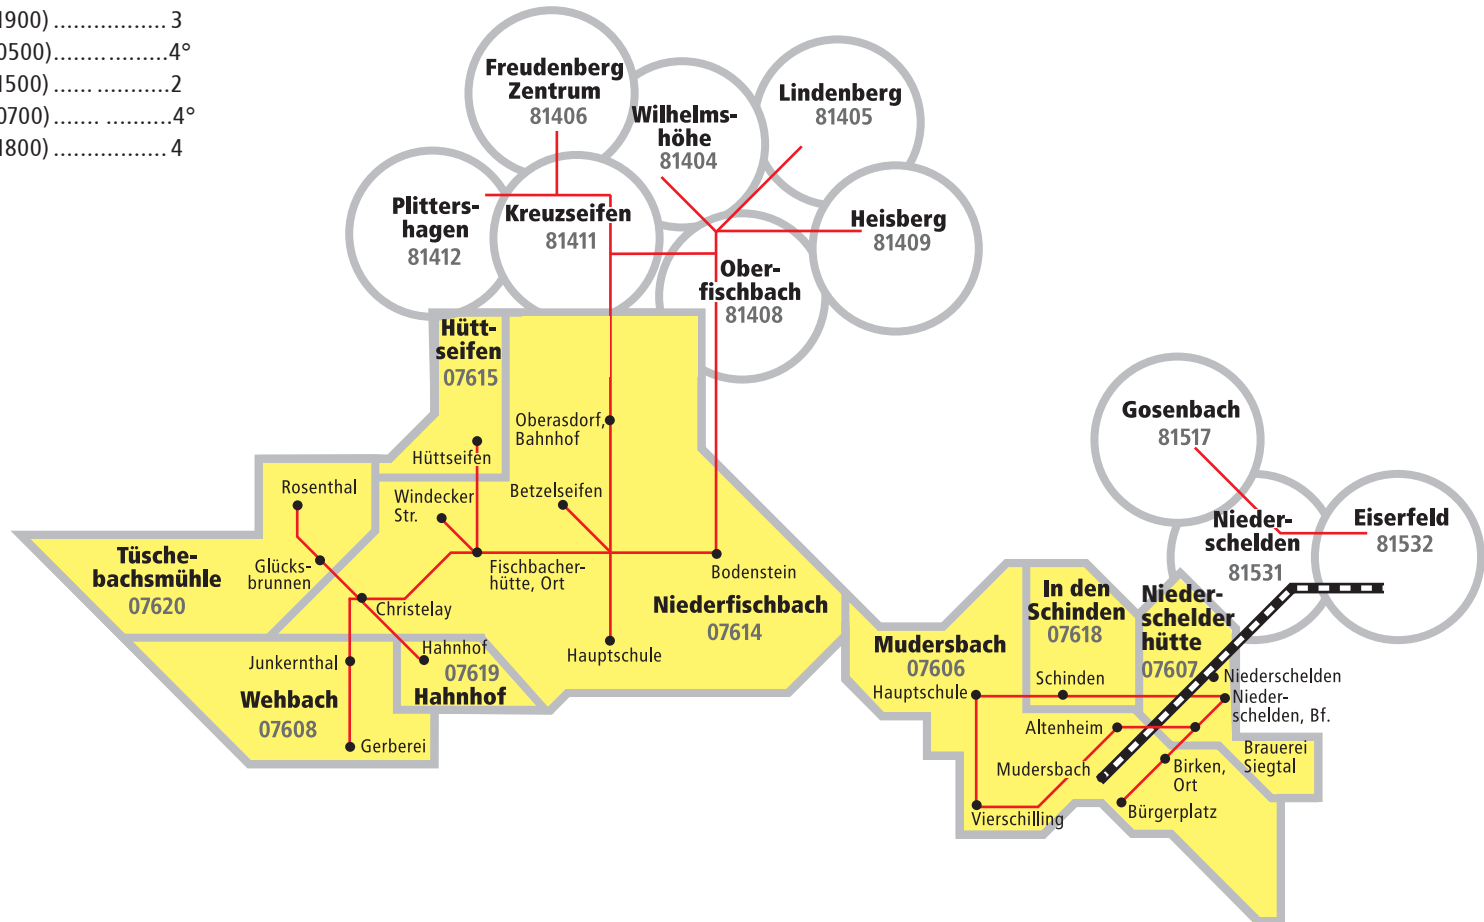 1900) ................. 3
0500).................4°
1500) ...... ...........2
0700) ....... ..........4°
1800) ................. 4
Freudenberg
Zentrum
81406
Wilhelms-
höhe
81404
Lindenberg
81405
Plitters-
hagen
81412
Kreuzseifen
81411
Heisberg
81409
Ober-
fischbach
81408
Hütt-
seifen
07615
Oberasdorf,
Bahnhof
Hüttseifen
Rosenthal
Windecker
Str.
Betzelseifen
Tüsche-
bachsmühle
07620
Glücks-
brunnen
Fischbacher-
hütte, Ort
Bodenstein
Christelay
Niederfischbach
07614
Hauptschule
Junkernthal
Hahnhof
07619
Hahnhof
Wehbach
07608
Gerberei
Gosenbach
81517
Nieder-
schelden
81531
Eiserfeld
81532
In den
Schinden
07618
Nieder-
schelder
hütte
07607
Mudersbach
07606
Hauptschule
Schinden
Niederschelden
Nieder-
schelden, Bf.
Altenheim
Mudersbach
Birken,
Ort
Brauerei
Siegtal
Vierschilling
Bürgerplatz